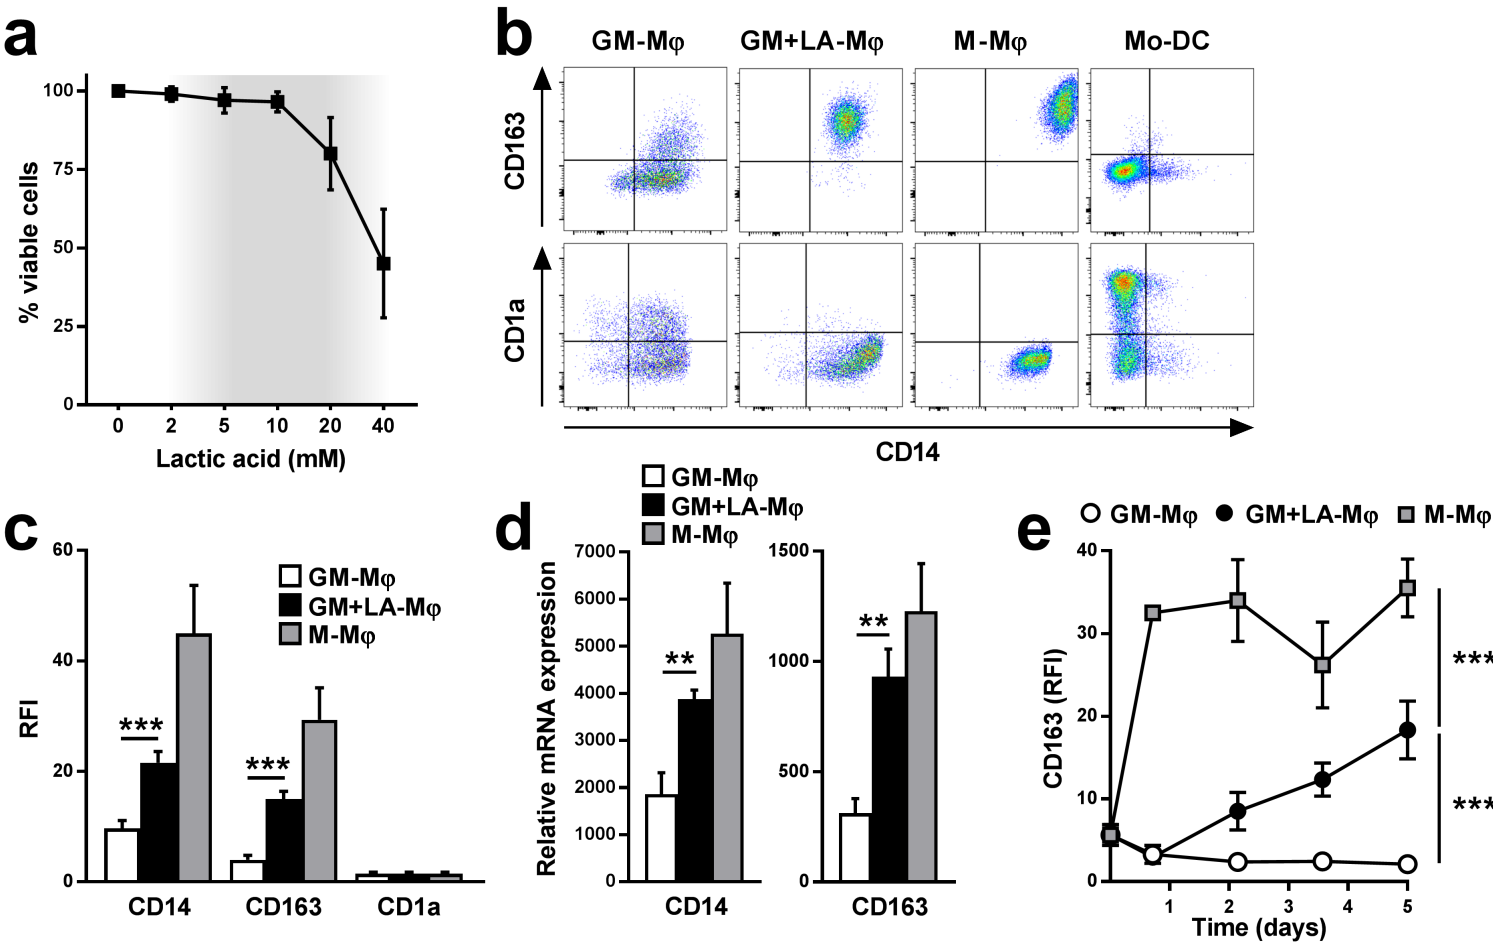 a
% viable cells
100
75
50
25
0
0 2 5 10 20 40
Lactic acid (mM)
b
GM-Mφ GM+LA-Mφ M-Mφ Mo-DC
CD163
CD1a
CD14
c
RFI
60
40
20
0
GM-Mφ
GM+LA-Mφ
M-Mφ
***
***
CD14 CD163 CD1a
d
GM-Mφ
GM+LA-Mφ
M-Mφ
Relative mRNA expression
7000
6000
5000
4000
3000
2000
1000
0
**
CD14
1500
1000
500
0
**
CD163
e
GM-Mφ GM+LA-Mφ M-Mφ
CD163 (RFI)
40
30
20
10
0
***
***
1 2 3 4 5
Time (days)